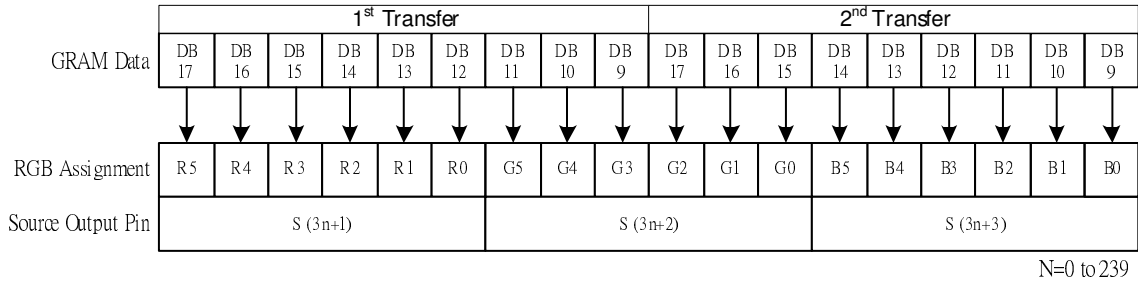 1st Transfer 2nd Transfer
GRAM Data DB 17 DB 16 DB 15 DB 14 DB 13 DB 12 DB 11 DB 10 DB 9 DB 17 DB 16 DB 15 DB 14 DB 13 DB 12 DB 11 DB 10 DB 9
RGB Assignment R5 R4 R3 R2 R1 R0 G5 G4 G3 G2 G1 G0 B5 B4 B3 B2 B1 B0
Source Output Pin S (3n+1) S (3n+2) S (3n+3)
N=0 to 239